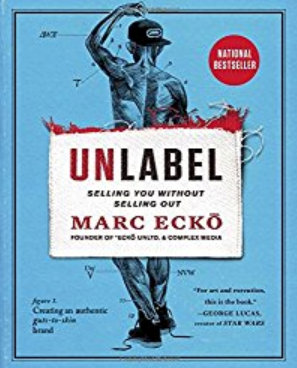 NATIONAL
BESTSELLER
UNLABEL
SELLING YOU WITHOUT
SELLING OUT
MARC ECKŌ
FOUNDER OF *ECKŌ UNLTD. & COMPLEX MEDIA
figure 1.
Creating an authentic
guts-to-skin
brand
"For art and execution,
this is the book."
—GEORGE LUCAS,
creator of STAR WARS